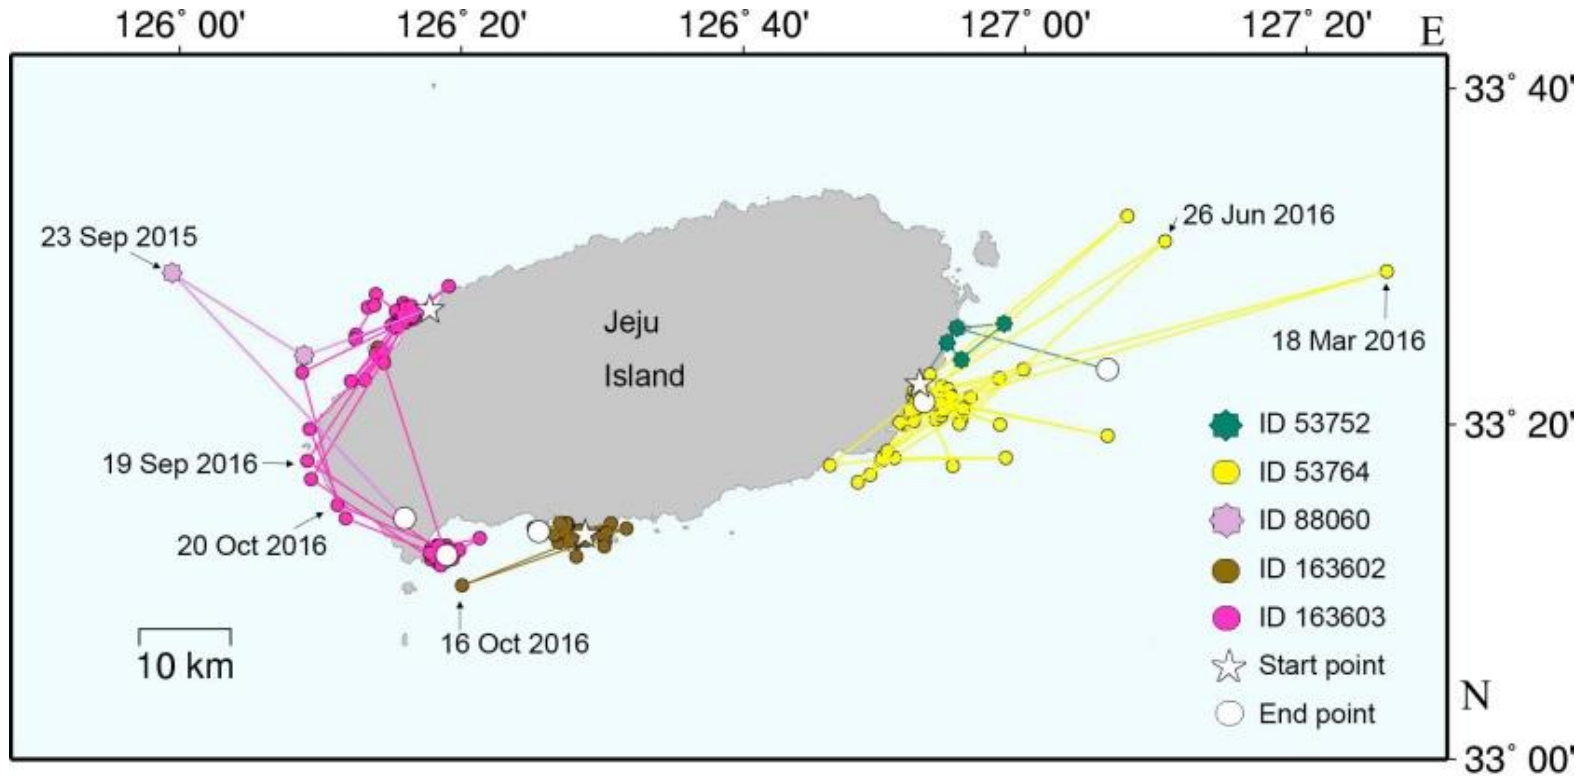 126° 00' 126° 20' 126° 40' 127° 00' 127° 20' E
33° 40'
26 Jun 2016
23 Sep 2015
Jeju
18 Mar 2016
Island
33° 20'
ID 53752
19 Sep 2016
ID 53764
ID 88060
20 Oct 2016
ID 163602
ID 163603
16 Oct 2016
10 km
Start point
N
End point
33° 00'